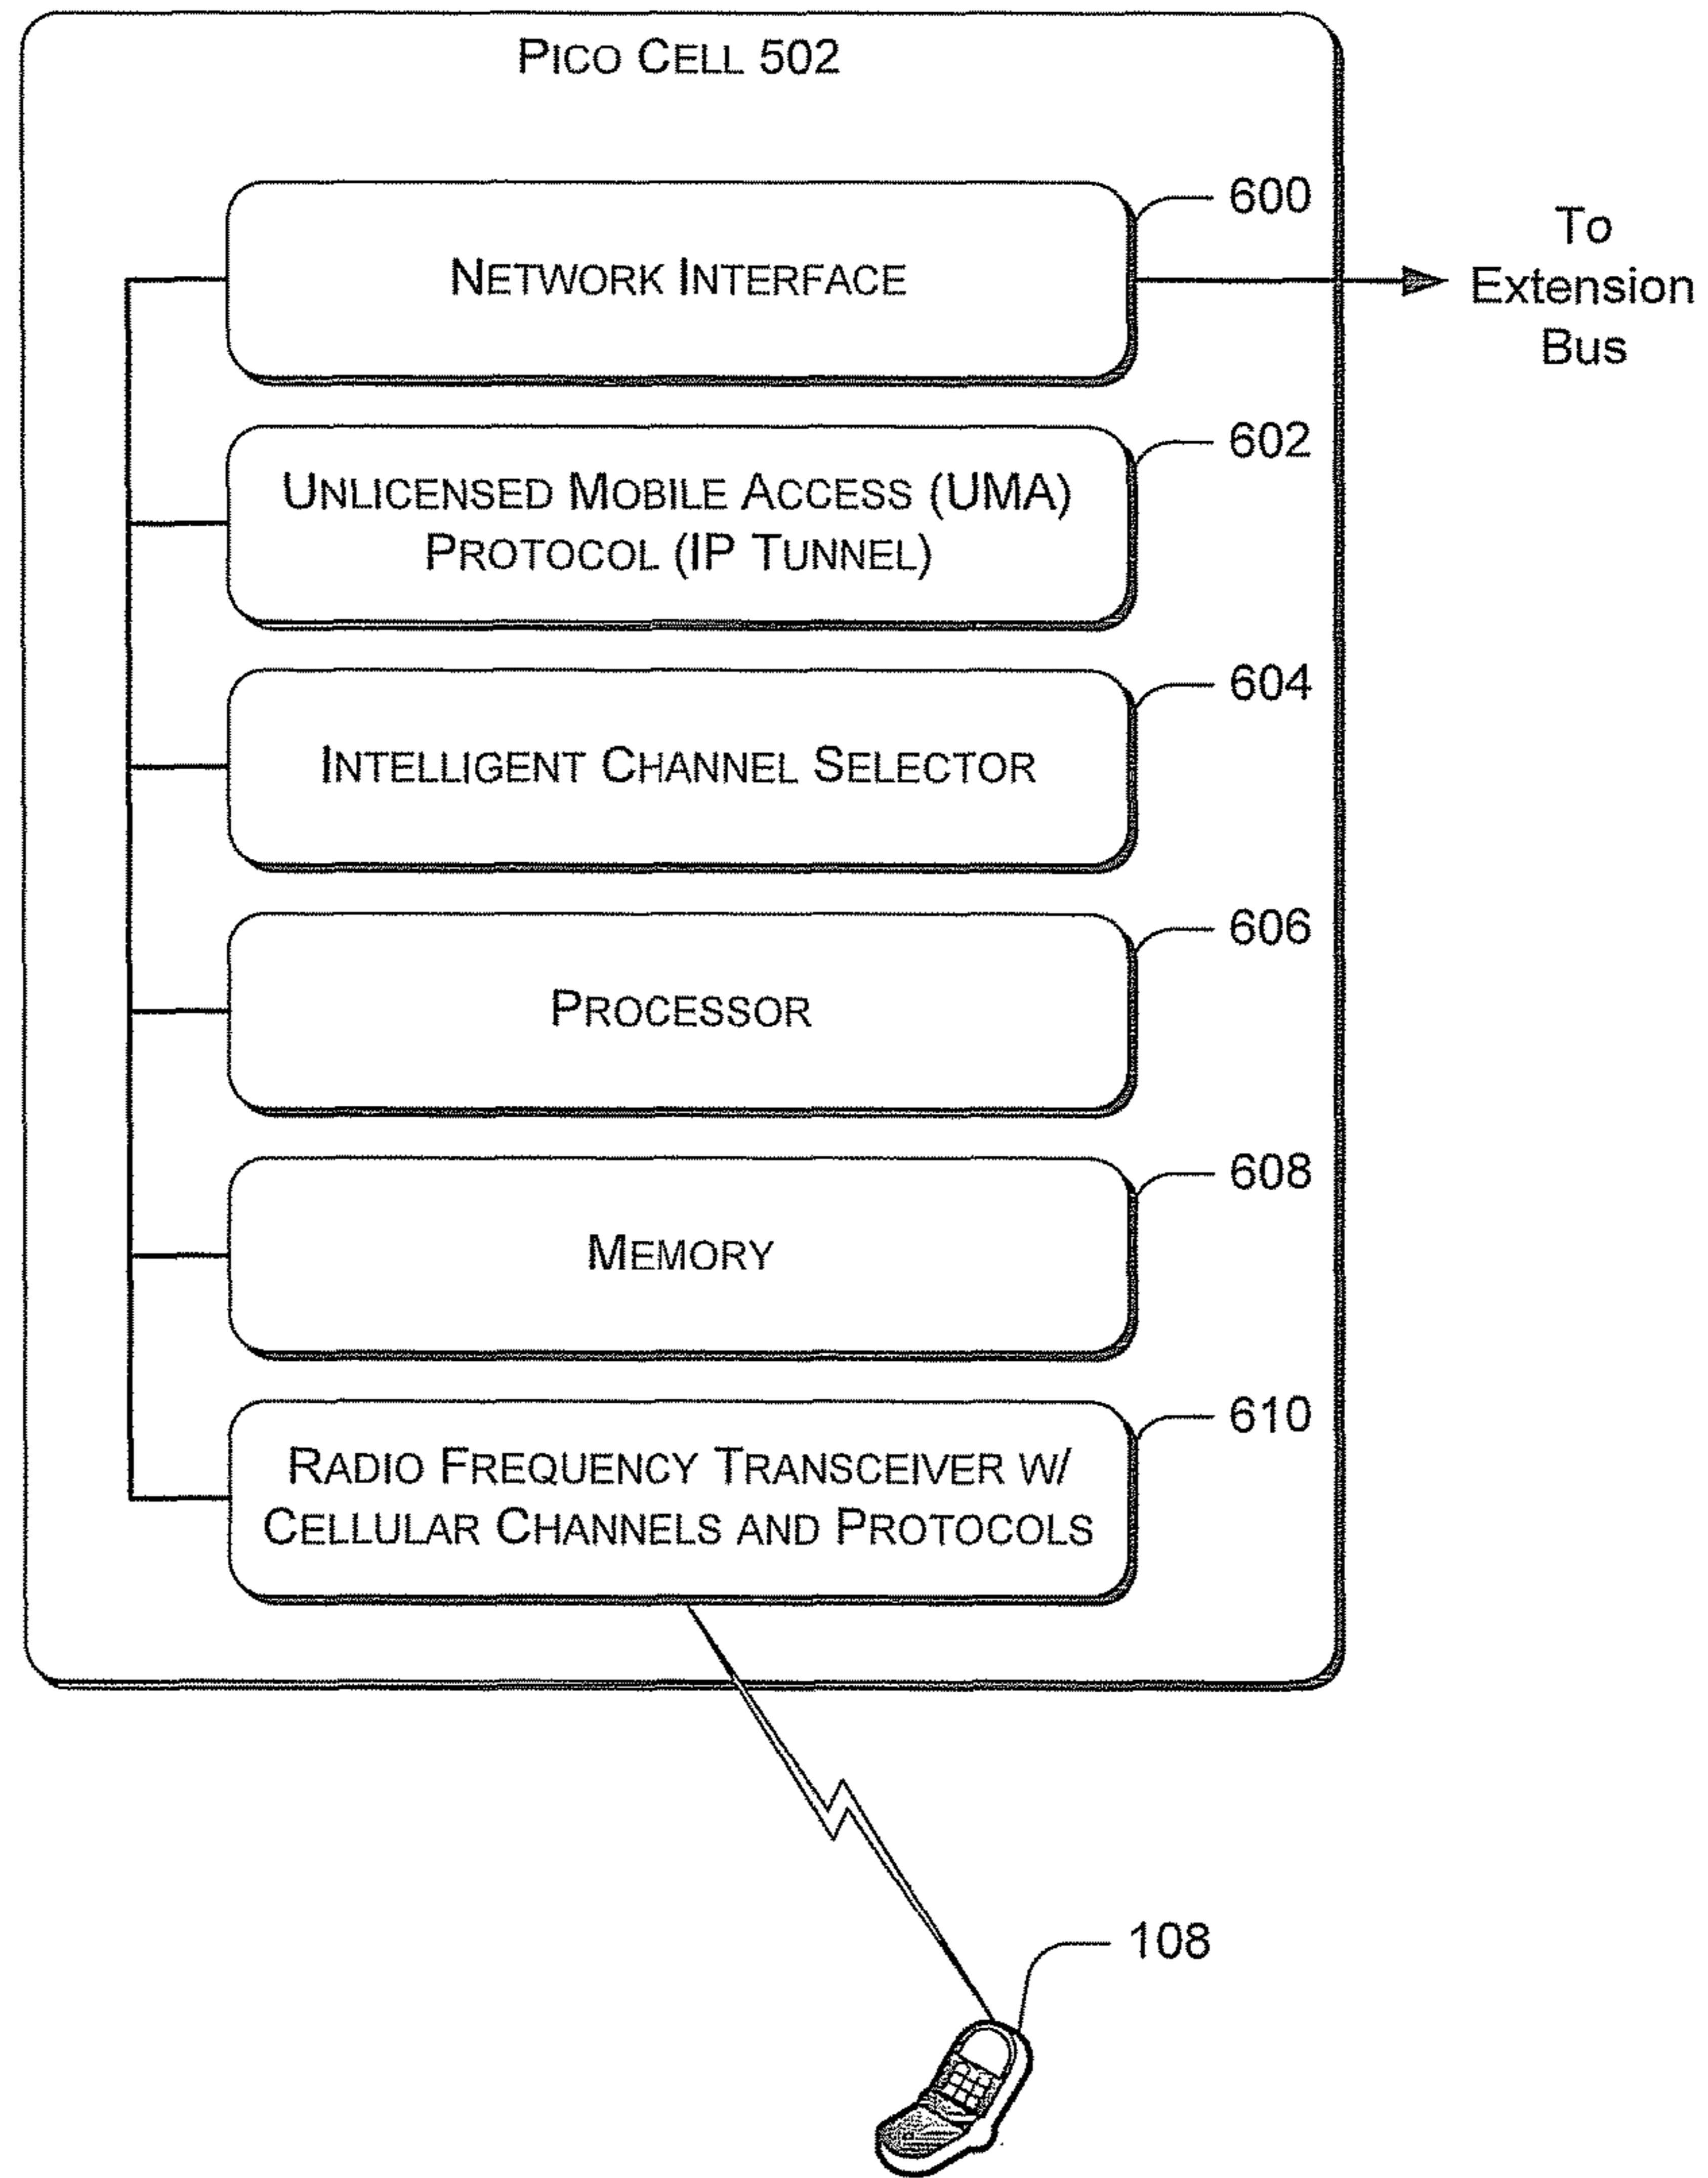 PICO CELL 502
600
NETWORK INTERFACE
To
Extension
Bus
602
UNLICENSED MOBILE ACCESS (UMA)
PROTOCOL (IP TUNNEL)
604
INTELLIGENT CHANNEL SELECTOR
606
PROCESSOR
608
MEMORY
610
RADIO FREQUENCY TRANSCEIVER W/
CELLULAR CHANNELS AND PROTOCOLS
108